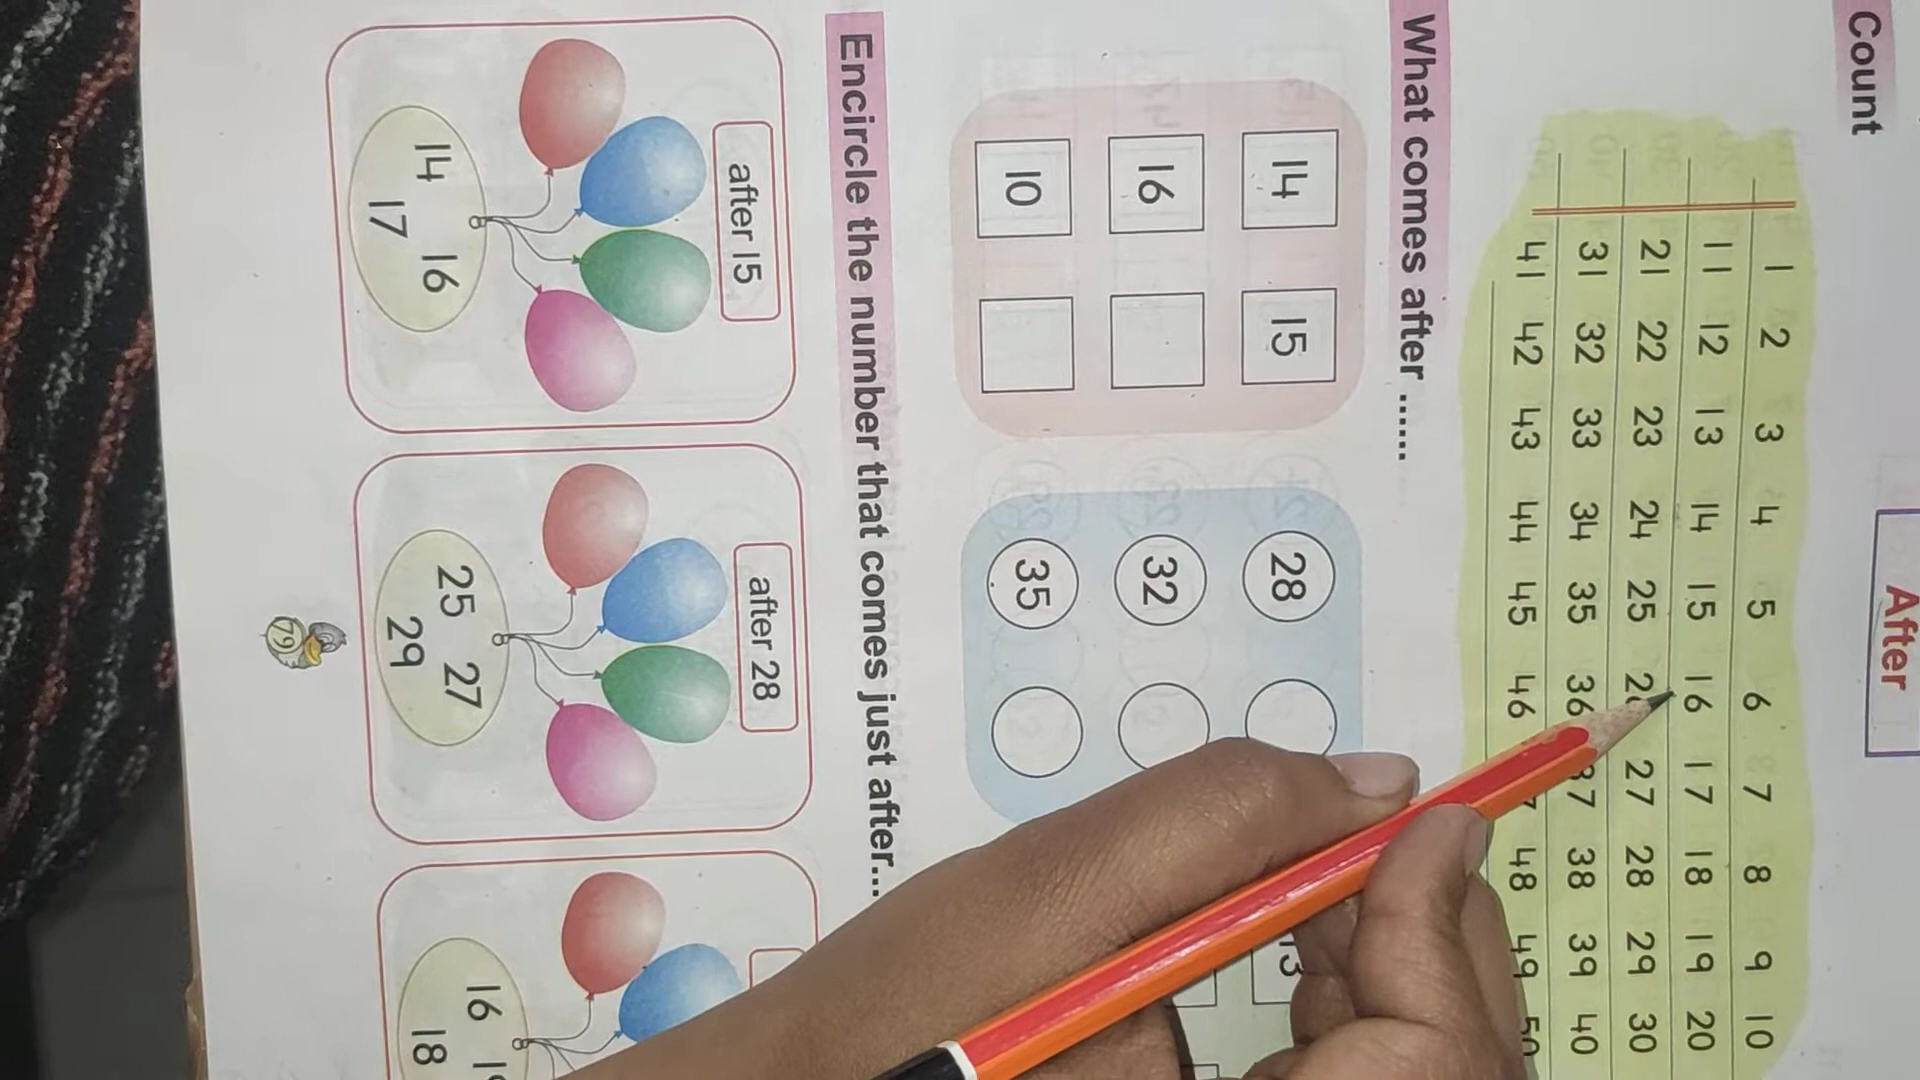 After
Count
1 2 3 4 5 6 7 8 9 10
11 12 13 14 15 16 17 18 19 20
21 22 23 24 25 27 28 29 30
31 32 33 34 35 36 37 38 39 40
41 42 43 44 45 46 48 49 50
What comes after ......
14 15 28 13
16 32
10 35
Encircle the number that comes just after...
after 15 after 28
14 16 25 27 16
17 29 18
79